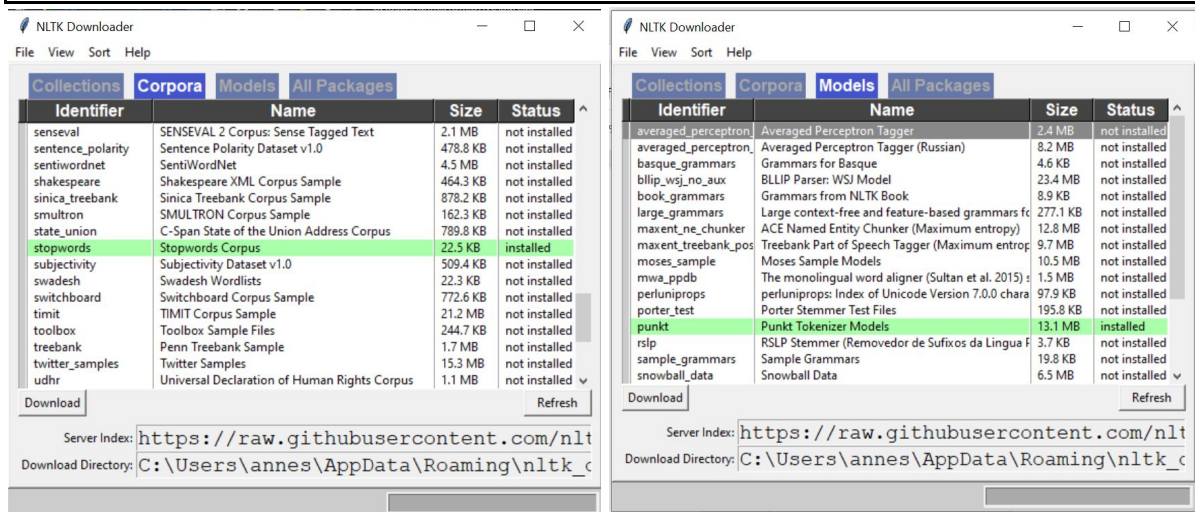 NLTK Downloader
File View Sort Help
Collections Corpora Models All Packages
Identifier Name Size Status
senseval SENSEVAL 2 Corpus: Sense Tagged Text 2.1 MB not installed
sentence_polarity Sentence Polarity Dataset v1.0 478.8 KB not installed
sentiwordnet SentiWordNet 4.5 MB not installed
shakespeare Shakespeare XML Corpus Sample 464.3 KB not installed
sinica_treebank Sinica Treebank Corpus Sample 878.2 KB not installed
smultron SMULTRON Corpus Sample 162.3 KB not installed
state_union C-Span State of the Union Address Corpus 789.8 KB not installed
stopwords Stopwords Corpus 22.5 KB installed
subjectivity Subjectivity Dataset v1.0 509.4 KB not installed
swadesh Swadesh Wordlists 22.3 KB not installed
switchboard Switchboard Corpus Sample 772.6 KB not installed
timit TIMIT Corpus Sample 21.2 MB not installed
toolbox Toolbox Sample Files 244.7 KB not installed
treebank Penn Treebank Sample 1.7 MB not installed
twitter_samples Twitter Samples 15.3 MB not installed
udhr Universal Declaration of Human Rights Corpus 1.1 MB not installed
Download Refresh
Server Index: https://raw.githubusercontent.com/nlt
Download Directory: C:\Users\annes\AppData\Roaming\nltk_d
NLTK Downloader
File View Sort Help
Collections Corpora Models All Packages
Identifier Name Size Status
averaged_perceptron_ Averaged Perceptron Tagger 2.4 MB not installed
averaged_perceptron_ Averaged Perceptron Tagger (Russian) 8.2 MB not installed
basque_grammars Grammars for Basque 4.6 KB not installed
bllip_wsj_no_aux BLLIP Parser: WSJ Model 23.4 MB not installed
book_grammars Grammars from NLTK Book 8.9 KB not installed
large_grammars Large context-free and feature-based grammars fo 277.1 KB not installed
maxent_ne_chunker ACE Named Entity Chunker (Maximum entropy) 12.8 MB not installed
maxent_treebank_pos Treebank Part of Speech Tagger (Maximum entrop 9.7 MB not installed
moses_sample Moses Sample Models 10.5 MB not installed
mwa_ppdb The monolingual word aligner (Sultan et al. 2015) s 1.5 MB not installed
perluniprops perluniprops: Index of Unicode Version 7.0.0 chara 97.9 KB not installed
porter_test Porter Stemmer Test Files 195.8 KB not installed
punkt Punkt Tokenizer Models 13.1 MB installed
rslp RSLP Stemmer (Removedor de Sufixos da Lingua P 3.7 KB not installed
sample_grammars Sample Grammars 19.8 KB not installed
snowball_data Snowball Data 6.5 MB not installed
Download Refresh
Server Index: https://raw.githubusercontent.com/nlt
Download Directory: C:\Users\annes\AppData\Roaming\nltk_d